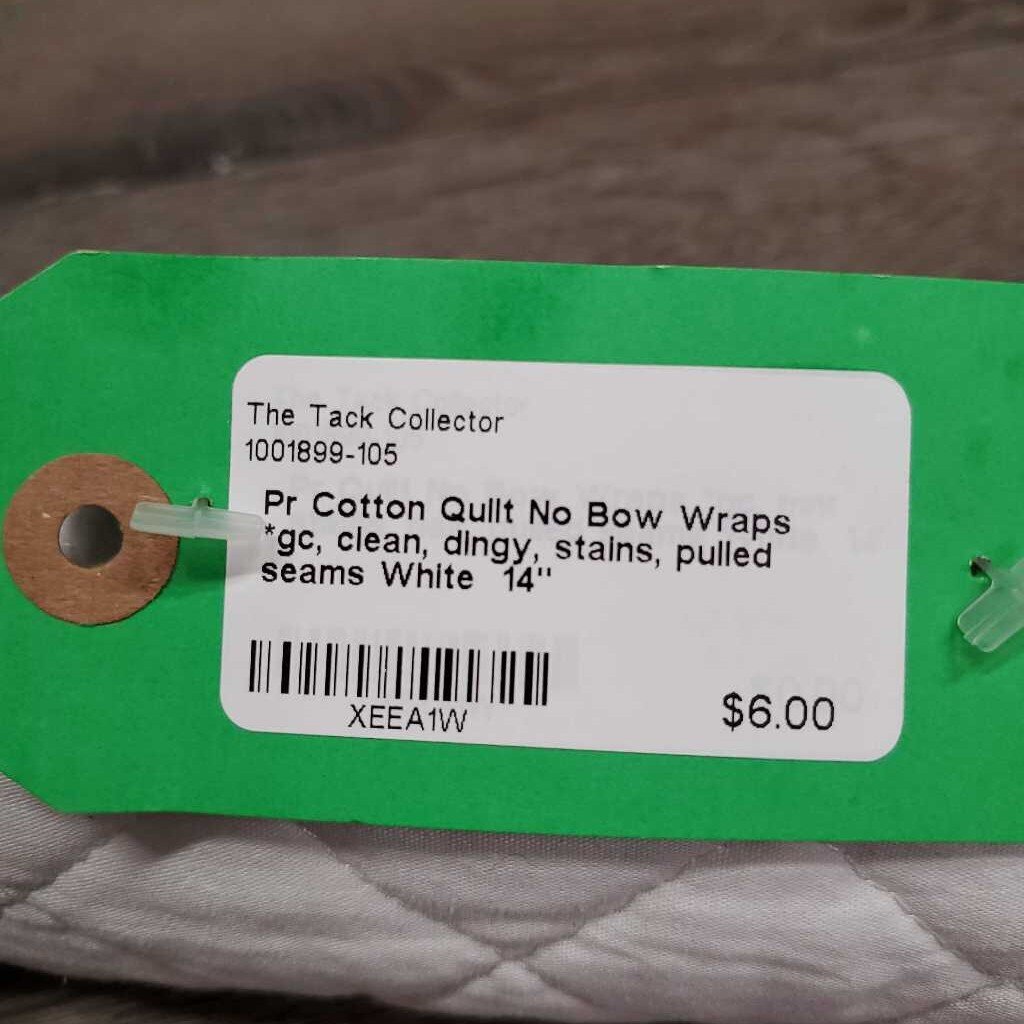 The Tack Collector
1001899-105
Pr Cotton Quilt No Bow Wraps
*gc, clean, dingy, stains, pulled
seams White 14"
XEEA1W
$6.00